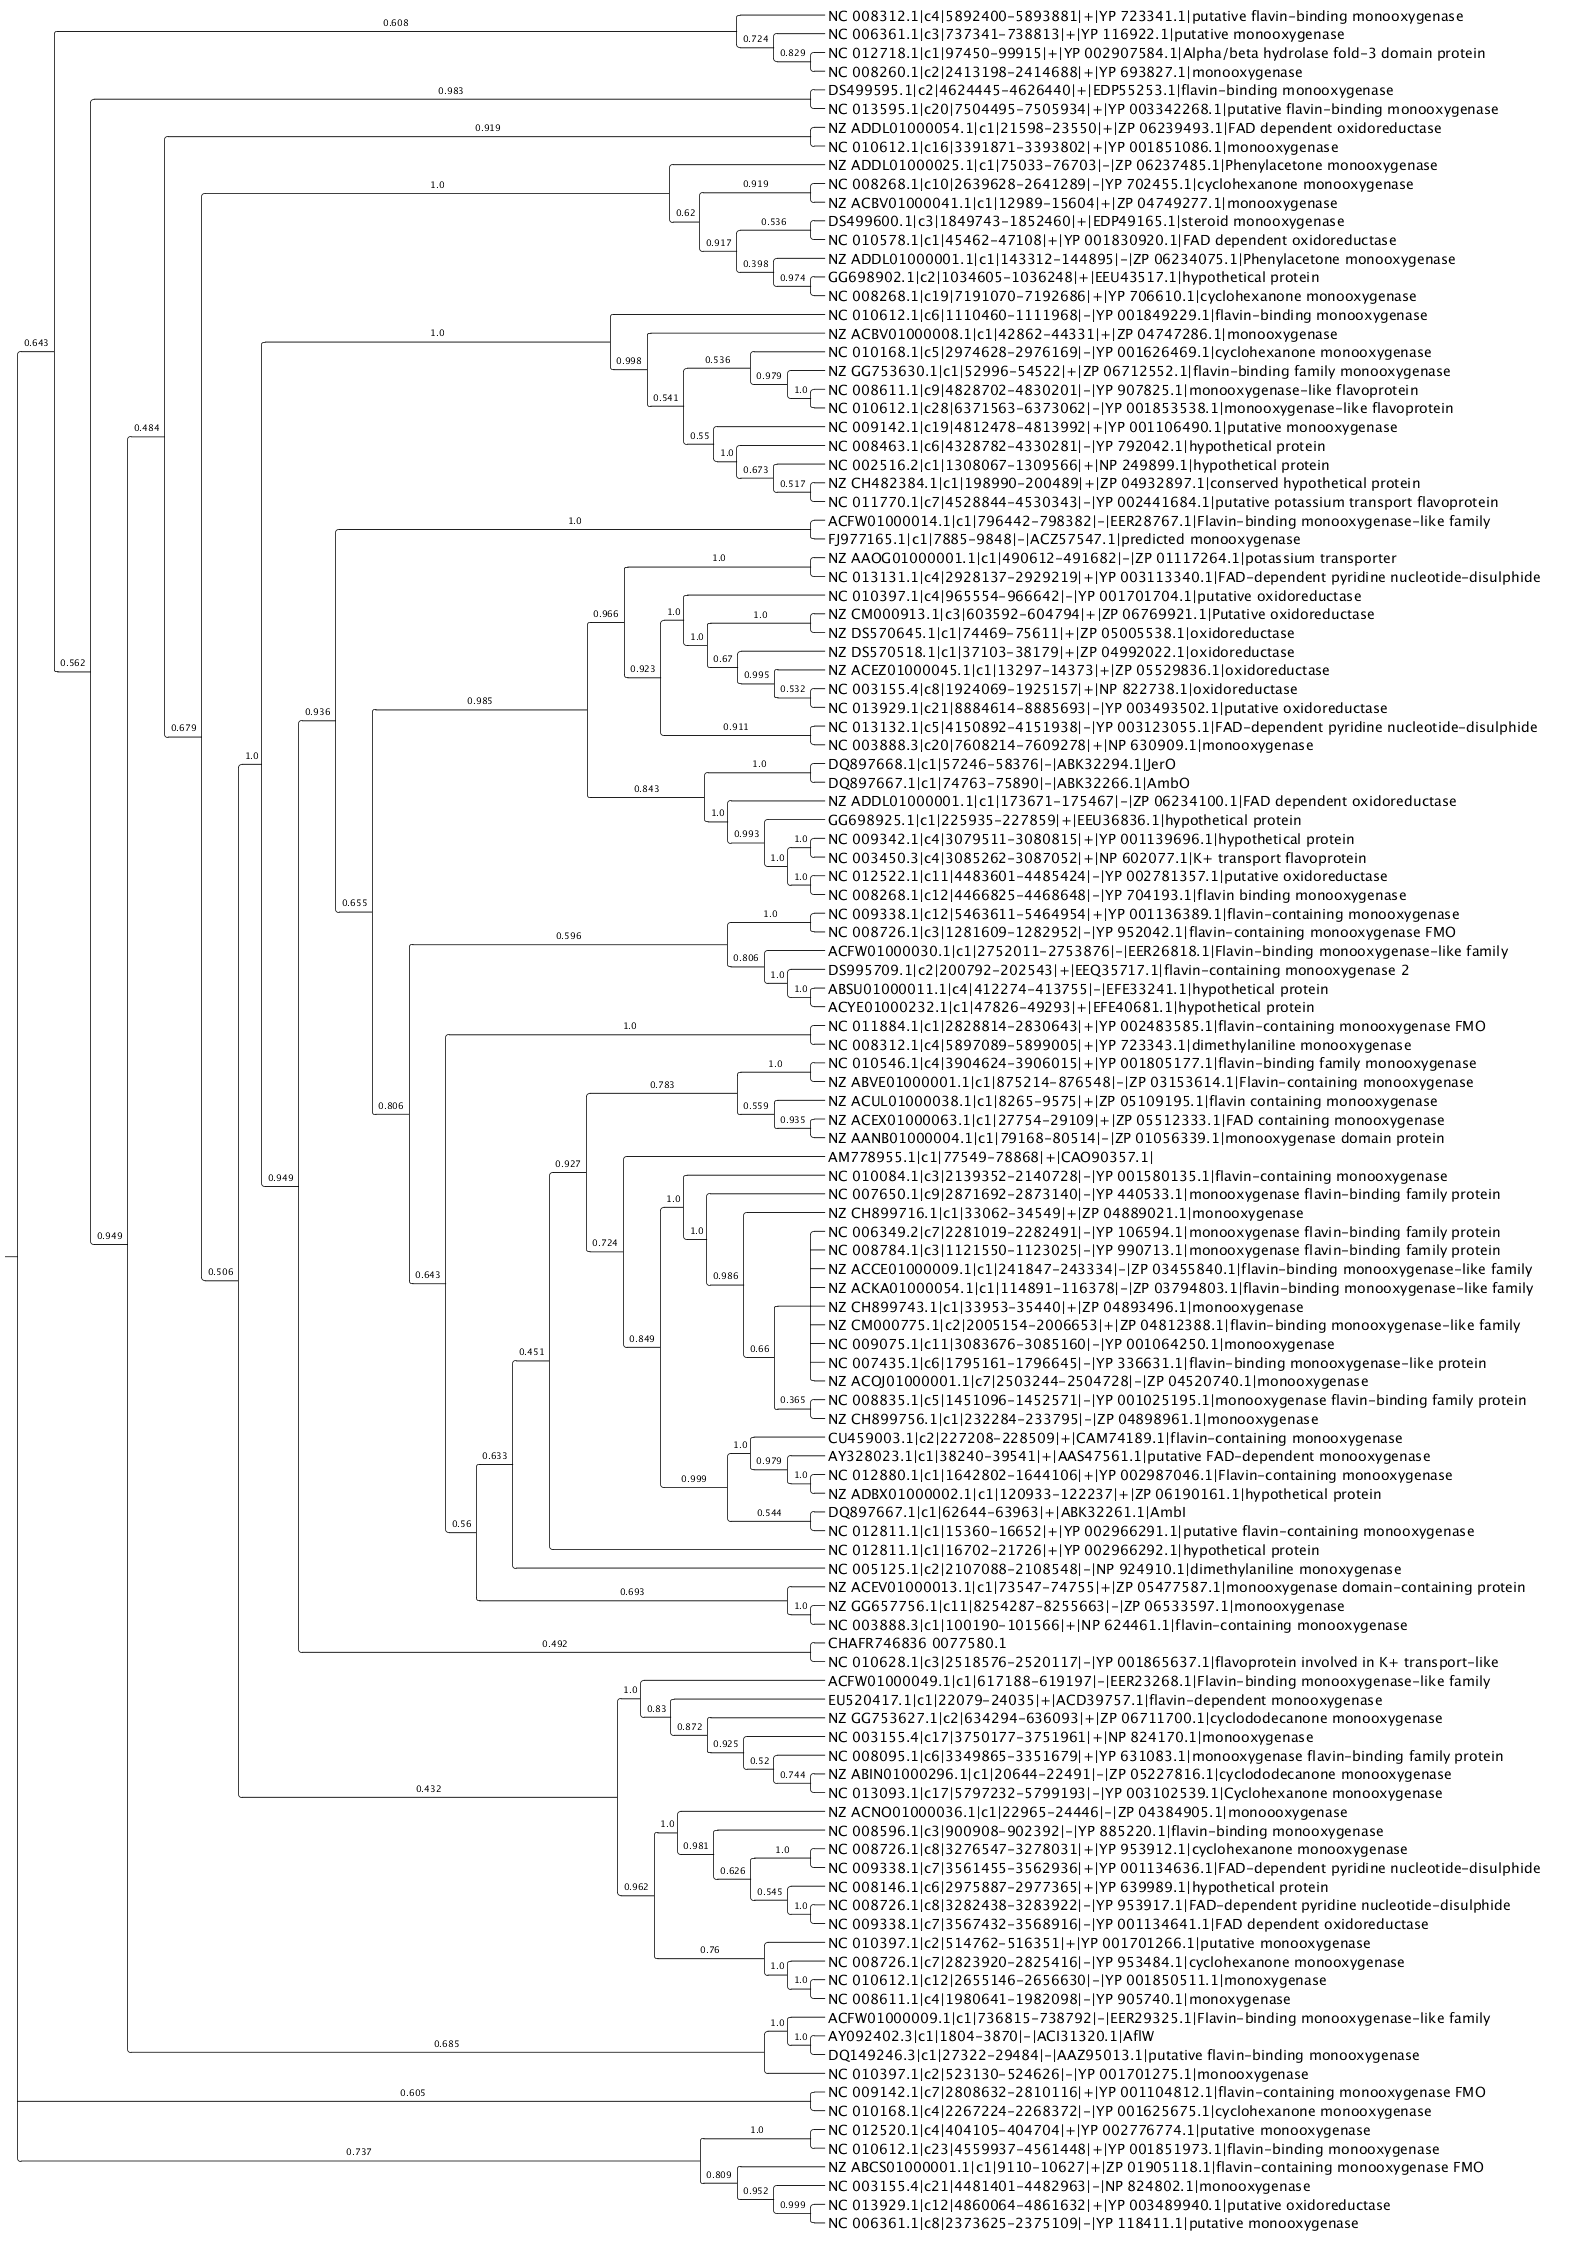 0.608
NC 008312.1|c4|5892400-5893881|+|YP 723341.1|putative flavin-binding monooxygenase
0.724
NC 006361.1|c3|737341-738813|+|YP 116922.1|putative monooxygenase
0.829
NC 012718.1|c1|97450-99915|+|YP 002907584.1|Alpha/beta hydrolase fold-3 domain protein
NC 008260.1|c2|2413198-2414688|+|YP 693827.1|monooxygenase
0.983
DS499595.1|c2|4624445-4626440|+|EDP55253.1|flavin-binding monooxygenase
NC 013595.1|c20|7504495-7505934|+|YP 003342268.1|putative flavin-binding monooxygenase
0.919
NZ ADDL01000054.1|c1|21598-23550|+|ZP 06239493.1|FAD dependent oxidoreductase
NC 010612.1|c16|3391871-3393802|+|YP 001851086.1|monooxygenase
NZ ADDL01000025.1|c1|75033-76703|-|ZP 06237485.1|Phenylacetone monooxygenase
1.0
0.919
NC 008268.1|c10|2639628-2641289|-|YP 702455.1|cyclohexanone monooxygenase
NZ ACBV01000041.1|c1|12989-15604|+|ZP 04749277.1|monooxygenase
0.62
0.536
DS499600.1|c3|1849743-1852460|+|EDP49165.1|steroid monooxygenase
0.917
NC 010578.1|c1|45462-47108|+|YP 001830920.1|FAD dependent oxidoreductase
0.398
NZ ADDL01000001.1|c1|143312-144895|-|ZP 06234075.1|Phenylacetone monooxygenase
0.974
GG698902.1|c2|1034605-1036248|+|EEU43517.1|hypothetical protein
NC 008268.1|c19|7191070-7192686|+|YP 706610.1|cyclohexanone monooxygenase
NC 010612.1|c6|1110460-1111968|-|YP 001849229.1|flavin-binding monooxygenase
1.0
NZ ACBV01000008.1|c1|42862-44331|+|ZP 04747286.1|monooxygenase
0.643
0.998
0.536
NC 010168.1|c5|2974628-2976169|-|YP 001626469.1|cyclohexanone monooxygenase
0.979
NZ GG753630.1|c1|52996-54522|+|ZP 06712552.1|flavin-binding family monooxygenase
1.0
NC 008611.1|c9|4828702-4830201|-|YP 907825.1|monooxygenase-like flavoprotein
0.541
NC 010612.1|c28|6371563-6373062|-|YP 001853538.1|monooxygenase-like flavoprotein
NC 009142.1|c19|4812478-4813992|+|YP 001106490.1|putative monooxygenase
0.484
0.55
NC 008463.1|c6|4328782-4330281|-|YP 792042.1|hypothetical protein
1.0
NC 002516.2|c1|1308067-1309566|+|NP 249899.1|hypothetical protein
0.673
NZ CH482384.1|c1|198990-200489|+|ZP 04932897.1|conserved hypothetical protein
0.517
NC 011770.1|c7|4528844-4530343|-|YP 002441684.1|putative potassium transport flavoprotein
1.0
ACFW01000014.1|c1|796442-798382|-|EER28767.1|Flavin-binding monooxygenase-like family
FJ977165.1|c1|7885-9848|-|ACZ57547.1|predicted monooxygenase
1.0
NZ AAOG01000001.1|c1|490612-491682|-|ZP 01117264.1|potassium transporter
NC 013131.1|c4|2928137-2929219|+|YP 003113340.1|FAD-dependent pyridine nucleotide-disulphide
NC 010397.1|c4|965554-966642|-|YP 001701704.1|putative oxidoreductase
0.966
1.0
1.0
NZ CM000913.1|c3|603592-604794|+|ZP 06769921.1|Putative oxidoreductase
1.0
NZ DS570645.1|c1|74469-75611|+|ZP 05005538.1|oxidoreductase
0.67
NZ DS570518.1|c1|37103-38179|+|ZP 04992022.1|oxidoreductase
0.562
0.923
0.995
NZ ACEZ01000045.1|c1|13297-14373|+|ZP 05529836.1|oxidoreductase
0.532
NC 003155.4|c8|1924069-1925157|+|NP 822738.1|oxidoreductase
0.985
NC 013929.1|c21|8884614-8885693|-|YP 003493502.1|putative oxidoreductase
0.936
0.679
0.911
NC 013132.1|c5|4150892-4151938|-|YP 003123055.1|FAD-dependent pyridine nucleotide-disulphide
NC 003888.3|c20|7608214-7609278|+|NP 630909.1|monooxygenase
1.0
1.0
DQ897668.1|c1|57246-58376|-|ABK32294.1|JerO
0.843
DQ897667.1|c1|74763-75890|-|ABK32266.1|AmbO
1.0
NZ ADDL01000001.1|c1|173671-175467|-|ZP 06234100.1|FAD dependent oxidoreductase
0.993
GG698925.1|c1|225935-227859|+|EEU36836.1|hypothetical protein
1.0
NC 009342.1|c4|3079511-3080815|+|YP 001139696.1|hypothetical protein
1.0
NC 003450.3|c4|3085262-3087052|+|NP 602077.1|K+ transport flavoprotein
1.0
NC 012522.1|c11|4483601-4485424|-|YP 002781357.1|putative oxidoreductase
NC 008268.1|c12|4466825-4468648|-|YP 704193.1|flavin binding monooxygenase
0.655
1.0
NC 009338.1|c12|5463611-5464954|+|YP 001136389.1|flavin-containing monooxygenase
0.596
NC 008726.1|c3|1281609-1282952|-|YP 952042.1|flavin-containing monooxygenase FMO
0.806
ACFW01000030.1|c1|2752011-2753876|-|EER26818.1|Flavin-binding monooxygenase-like family
1.0
DS995709.1|c2|200792-202543|+|EEQ35717.1|flavin-containing monooxygenase 2
1.0
ABSU01000011.1|c4|412274-413755|-|EFE33241.1|hypothetical protein
ACYE01000232.1|c1|47826-49293|+|EFE40681.1|hypothetical protein
1.0
NC 011884.1|c1|2828814-2830643|+|YP 002483585.1|flavin-containing monooxygenase FMO
NC 008312.1|c4|5897089-5899005|+|YP 723343.1|dimethylaniline monooxygenase
1.0
NC 010546.1|c4|3904624-3906015|+|YP 001805177.1|flavin-binding family monooxygenase
0.783
NZ ABVE01000001.1|c1|875214-876548|-|ZP 03153614.1|Flavin-containing monooxygenase
0.806
0.559
NZ ACUL01000038.1|c1|8265-9575|+|ZP 05109195.1|flavin containing monooxygenase
0.935
NZ ACEX01000063.1|c1|27754-29109|+|ZP 05512333.1|FAD containing monooxygenase
NZ AANB01000004.1|c1|79168-80514|-|ZP 01056339.1|monooxygenase domain protein
AM778955.1|c1|77549-78868|+|CAO90357.1|
0.949
0.927
NC 010084.1|c3|2139352-2140728|-|YP 001580135.1|flavin-containing monooxygenase
1.0
NC 007650.1|c9|2871692-2873140|-|YP 440533.1|monooxygenase flavin-binding family protein
NZ CH899716.1|c1|33062-34549|+|ZP 04889021.1|monooxygenase
1.0
NC 006349.2|c7|2281019-2282491|-|YP 106594.1|monooxygenase flavin-binding family protein
0.949
0.724
NC 008784.1|c3|1121550-1123025|-|YP 990713.1|monooxygenase flavin-binding family protein
0.506
0.643
0.986
NZ ACCE01000009.1|c1|241847-243334|-|ZP 03455840.1|flavin-binding monooxygenase-like family
NZ ACKA01000054.1|c1|114891-116378|-|ZP 03794803.1|flavin-binding monooxygenase-like family
NZ CH899743.1|c1|33953-35440|+|ZP 04893496.1|monooxygenase
NZ CM000775.1|c2|2005154-2006653|+|ZP 04812388.1|flavin-binding monooxygenase-like family
0.849
NC 009075.1|c11|3083676-3085160|-|YP 001064250.1|monooxygenase
0.451
0.66
NC 007435.1|c6|1795161-1796645|-|YP 336631.1|flavin-binding monooxygenase-like protein
NZ ACQJ01000001.1|c7|2503244-2504728|-|ZP 04520740.1|monooxygenase
0.365
NC 008835.1|c5|1451096-1452571|-|YP 001025195.1|monooxygenase flavin-binding family protein
NZ CH899756.1|c1|232284-233795|-|ZP 04898961.1|monooxygenase
CU459003.1|c2|227208-228509|+|CAM74189.1|flavin-containing monooxygenase
1.0
0.633
0.979
AY328023.1|c1|38240-39541|+|AAS47561.1|putative FAD-dependent monooxygenase
0.999
1.0
NC 012880.1|c1|1642802-1644106|+|YP 002987046.1|Flavin-containing monooxygenase
NZ ADBX01000002.1|c1|120933-122237|+|ZP 06190161.1|hypothetical protein
0.544
DQ897667.1|c1|62644-63963|+|ABK32261.1|AmbI
0.56
NC 012811.1|c1|15360-16652|+|YP 002966291.1|putative flavin-containing monooxygenase
NC 012811.1|c1|16702-21726|+|YP 002966292.1|hypothetical protein
NC 005125.1|c2|2107088-2108548|-|NP 924910.1|dimethylaniline monoxygenase
0.693
NZ ACEV01000013.1|c1|73547-74755|+|ZP 05477587.1|monooxygenase domain-containing protein
1.0
NZ GG657756.1|c11|8254287-8255663|-|ZP 06533597.1|monooxygenase
NC 003888.3|c1|100190-101566|+|NP 624461.1|flavin-containing monooxygenase
0.492
CHAFR746836 0077580.1
NC 010628.1|c3|2518576-2520117|-|YP 001865637.1|flavoprotein involved in K+ transport-like
ACFW01000049.1|c1|617188-619197|-|EER23268.1|Flavin-binding monooxygenase-like family
1.0
0.83
EU520417.1|c1|22079-24035|+|ACD39757.1|flavin-dependent monooxygenase
0.872
NZ GG753627.1|c2|634294-636093|+|ZP 06711700.1|cyclododecanone monooxygenase
0.925
NC 003155.4|c17|3750177-3751961|+|NP 824170.1|monooxygenase
0.52
NC 008095.1|c6|3349865-3351679|+|YP 631083.1|monooxygenase flavin-binding family protein
0.744
NZ ABIN01000296.1|c1|20644-22491|-|ZP 05227816.1|cyclododecanone monooxygenase
0.432
NC 013093.1|c17|5797232-5799193|-|YP 003102539.1|Cyclohexanone monooxygenase
NZ ACNO01000036.1|c1|22965-24446|-|ZP 04384905.1|monoooxygenase
1.0
NC 008596.1|c3|900908-902392|-|YP 885220.1|flavin-binding monooxygenase
0.981
1.0
NC 008726.1|c8|3276547-3278031|+|YP 953912.1|cyclohexanone monooxygenase
0.626
NC 009338.1|c7|3561455-3562936|+|YP 001134636.1|FAD-dependent pyridine nucleotide-disulphide
0.962
0.545
NC 008146.1|c6|2975887-2977365|+|YP 639989.1|hypothetical protein
1.0
NC 008726.1|c8|3282438-3283922|-|YP 953917.1|FAD-dependent pyridine nucleotide-disulphide
NC 009338.1|c7|3567432-3568916|-|YP 001134641.1|FAD dependent oxidoreductase
0.76
NC 010397.1|c2|514762-516351|+|YP 001701266.1|putative monooxygenase
1.0
NC 008726.1|c7|2823920-2825416|-|YP 953484.1|cyclohexanone monooxygenase
1.0
NC 010612.1|c12|2655146-2656630|-|YP 001850511.1|monoxygenase
NC 008611.1|c4|1980641-1982098|-|YP 905740.1|monoxygenase
ACFW01000009.1|c1|736815-738792|-|EER29325.1|Flavin-binding monooxygenase-like family
1.0
1.0
AY092402.3|c1|1804-3870|-|ACI31320.1|AflW
0.685
DQ149246.3|c1|27322-29484|-|AAZ95013.1|putative flavin-binding monooxygenase
NC 010397.1|c2|523130-524626|-|YP 001701275.1|monooxygenase
0.605
NC 009142.1|c7|2808632-2810116|+|YP 001104812.1|flavin-containing monooxygenase FMO
NC 010168.1|c4|2267224-2268372|-|YP 001625675.1|cyclohexanone monooxygenase
1.0
NC 012520.1|c4|404105-404704|+|YP 002776774.1|putative monooxygenase
0.737
NC 010612.1|c23|4559937-4561448|+|YP 001851973.1|flavin-binding monooxygenase
0.809
NZ ABCS01000001.1|c1|9110-10627|+|ZP 01905118.1|flavin-containing monooxygenase FMO
0.952
NC 003155.4|c21|4481401-4482963|-|NP 824802.1|monooxygenase
0.999
NC 013929.1|c12|4860064-4861632|+|YP 003489940.1|putative oxidoreductase
NC 006361.1|c8|2373625-2375109|-|YP 118411.1|putative monooxygenase